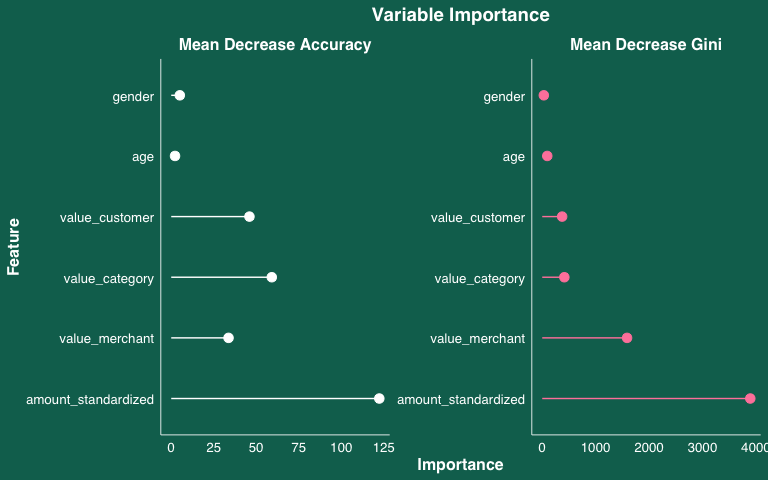 Variable Importance
Mean Decrease Accuracy
Mean Decrease Gini
Feature
gender
age
value_customer
value_category
value_merchant
amount_standardized
0 25 50 75 100 125
gender
age
value_customer
value_category
value_merchant
amount_standardized
0 1000 2000 3000 4000
Importance